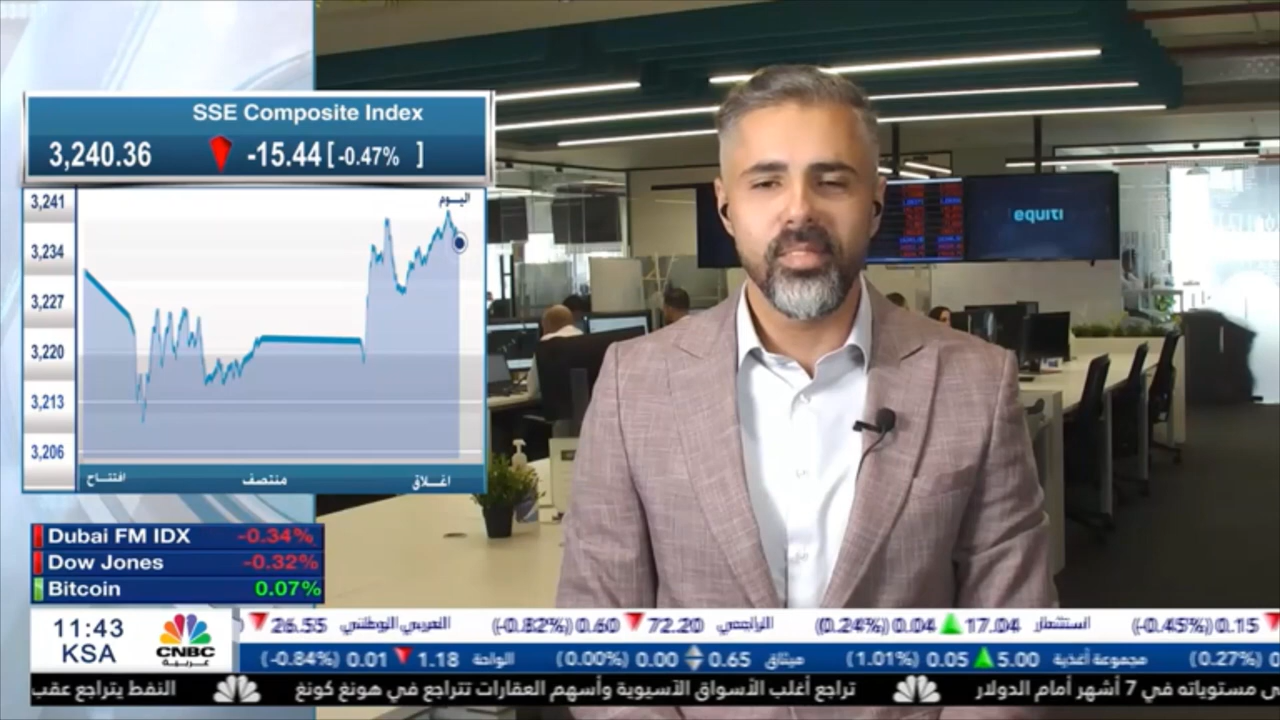 SSE Composite Index
3,240.36 -15.44 [ -0.47% ]
اليوم
3,241
3,234
3,227
3,220
3,213
3,206
افتتاح منتصف اغلاق
equiti
Dubai FM IDX -0.34%
Dow Jones -0.32%
Bitcoin 0.07%
11:43
KSA
CNBC
عربية
(-0.45%) 0.15 استثمار 17.04 0.04 (0.24%) الراجحي 72.20 0.60 (-0.82%) العربي الوطني 26.55
(0.27%) مجموعة أغذية 5.00 0.05 (1.01%) ميثاق 0.65 0.00 (0.00%) الواحة 1.18 0.01 (-0.84%)
مستوياته في 7 أشهر أمام الدولار تراجع أغلب الأسواق الآسيوية وأسهم العقارات تتراجع في هونغ كونغ النفط يتراجع عقب